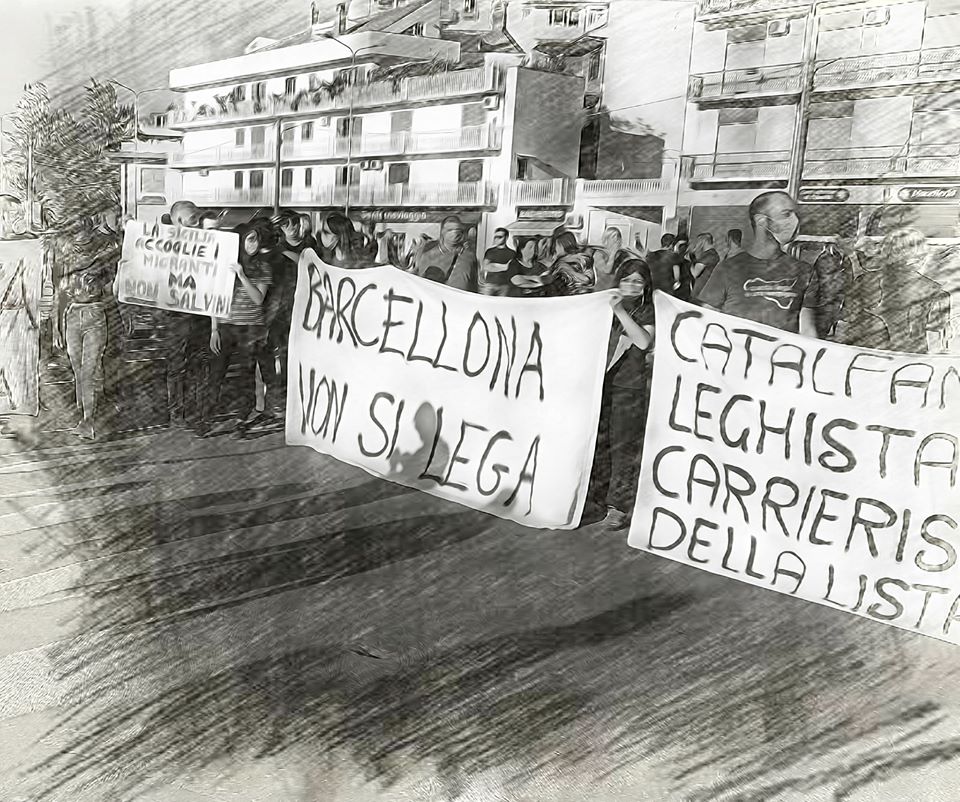 LA SICILIA
ACCOGLIE I
MIGRANTI
MA
NON SALVINI
BARCELLONA
NON SI LEGA
CATALFAM
LEGHISTA
CARRIERIS
DELLA LISTA